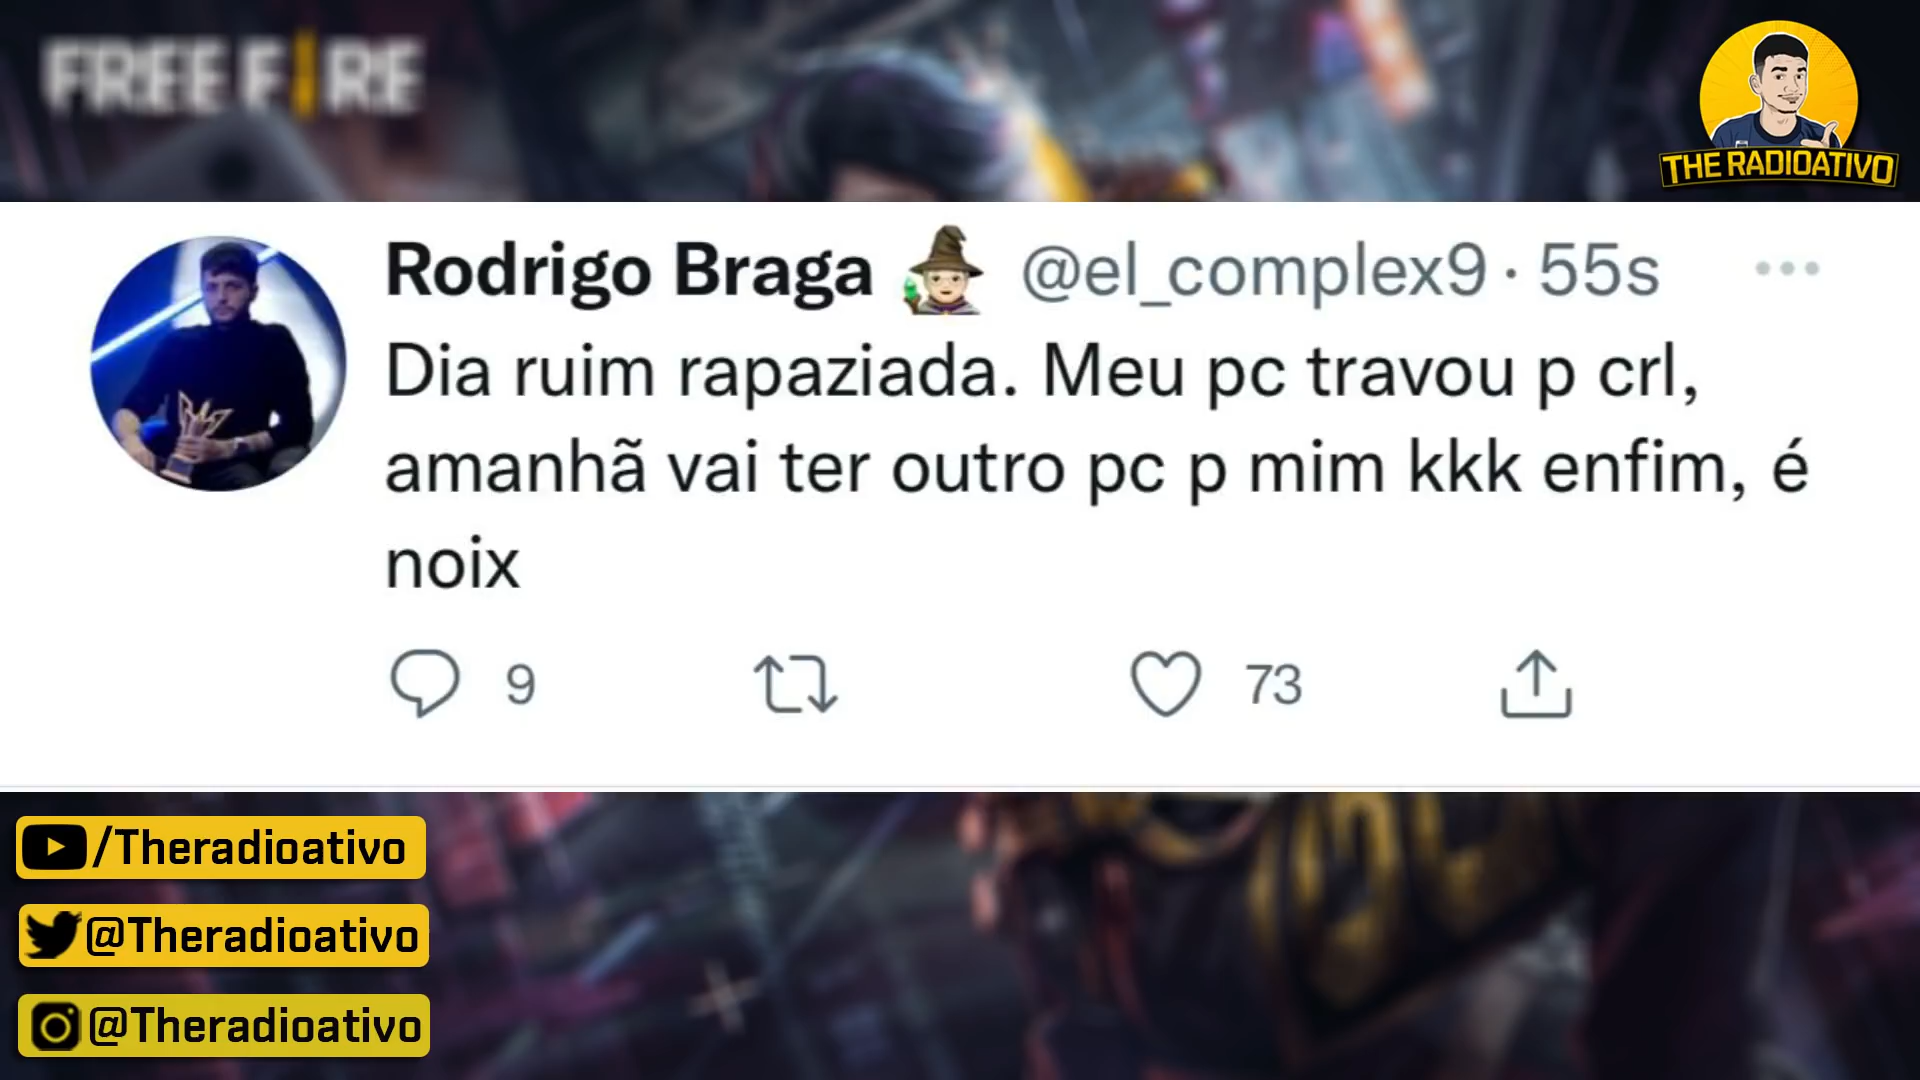 FREE FIRE
THE RADIOATIVO
Rodrigo Braga 🧙🏻 @el_complex9 · 55s
Dia ruim rapaziada. Meu pc travou p crl,
amanhã vai ter outro pc p mim kkk enfim, é
noix
9 73
/Theradioativo
@Theradioativo
@Theradioativo